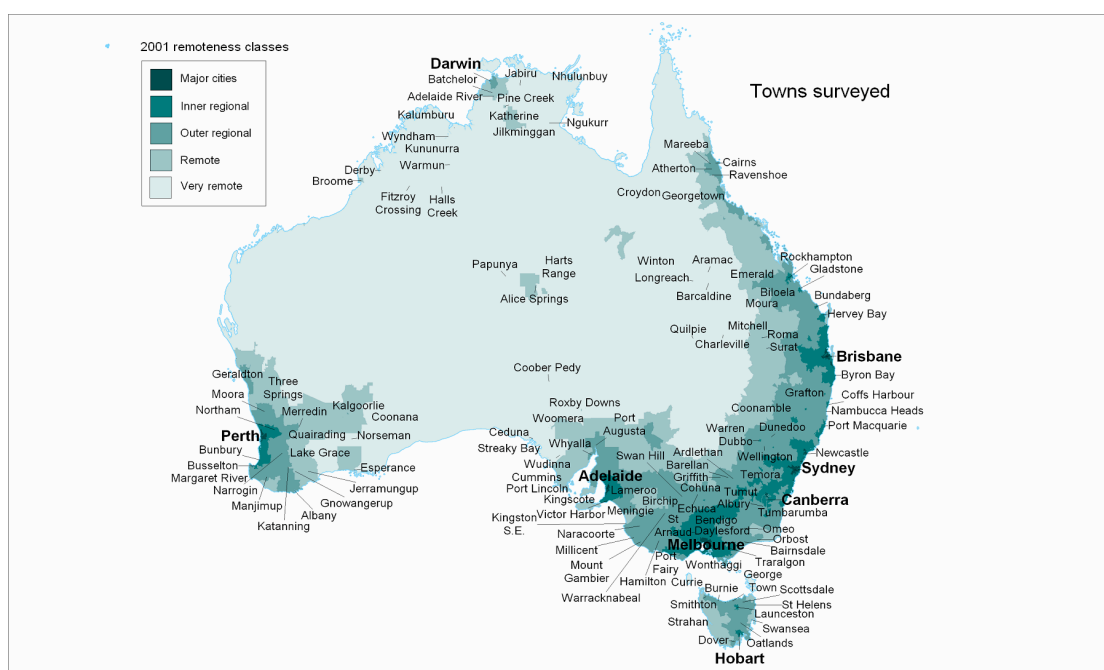 2001 remoteness classes
Major cities
Inner regional
Outer regional
Remote
Very remote
Towns surveyed
Darwin
Batchelor
Jabiru
Nhulunbuy
Adelaide River
Pine Creek
Kalumburu
Katherine
Ngukurr
Jilkminggan
Wyndham
Kununurra
Warmun
Derby
Broome
Fitzroy
Crossing
Halls
Creek
Mareeba
Cairns
Atherton
Ravenshoe
Croydon
Georgetown
Papunya
Harts
Range
Alice Springs
Winton
Aramac
Longreach
Barcaldine
Emerald
Rockhampton
Gladstone
Biloela
Moura
Bundaberg
Hervey Bay
Quilpie
Mitchell
Charleville
Roma
Surat
Brisbane
Byron Bay
Coober Pedy
Grafton
Coffs Harbour
Coonamble
Nambucca Heads
Port Macquarie
Geraldton
Three
Springs
Moora
Northam
Merredin
Kalgoorlie
Coonana
Perth
Quairading
Norseman
Bunbury
Lake Grace
Busselton
Esperance
Margaret River
Narrogin
Jerramungup
Gnowangerup
Manjimup
Albany
Katanning
Roxby Downs
Woomera
Port
Augusta
Ceduna
Whyalla
Streaky Bay
Wudinna
Cummins
Port Lincoln
Adelaide
Kingscote
Victor Harbor
Lameroo
Meningie
Kingston
S.E.
Naracoorte
Millicent
Mount
Gambier
Hamilton
Warracknabeal
Swan Hill
Birchip
St
Arnaud
Warren
Dunedoo
Dubbo
Wellington
Newcastle
Ardlethan
Barellan
Griffith
Temora
Sydney
Cohuna
Tumut
Canberra
Echuca
Albury
Tumbarumba
Bendigo
Daylesford
Omeo
Orbost
Melbourne
Bairnsdale
Traralgon
Port
Fairy
Wonthaggi
George
Town
Currie
Burnie
Scottsdale
Smithton
St Helens
Launceston
Strahan
Swansea
Dover
Oatlands
Hobart